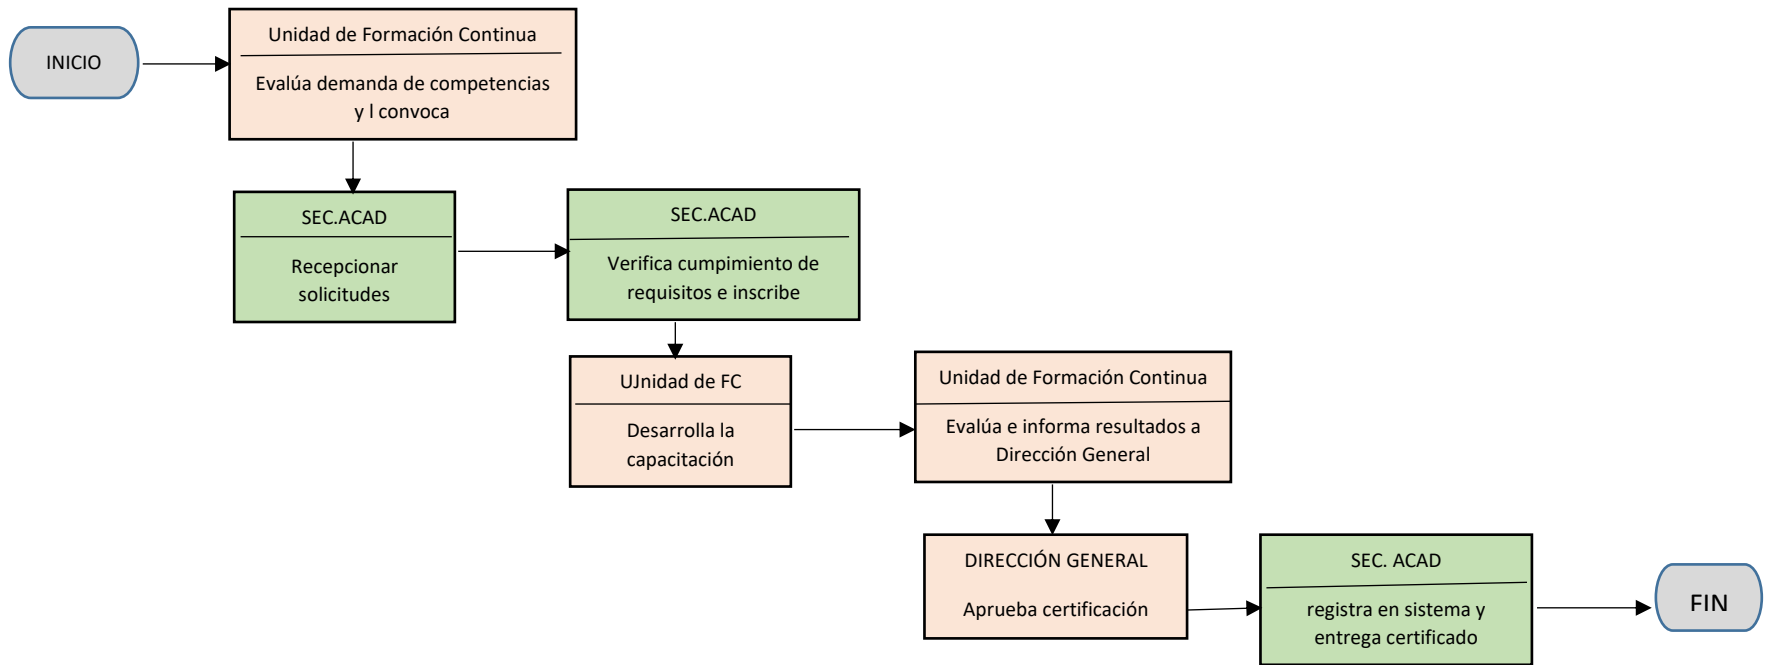 INICIO
Unidad de Formación Continua
Evalúa demanda de competencias
y l convoca
SEC.ACAD
Recepcionar
solicitudes
SEC.ACAD
Verifica cumpimiento de
requisitos e inscribe
UJnidad de FC
Desarrolla la
capacitación
Unidad de Formación Continua
Evalúa e informa resultados a
Dirección General
DIRECCIÓN GENERAL
Aprueba certificación
SEC. ACAD
registra en sistema y
entrega certificado
FIN